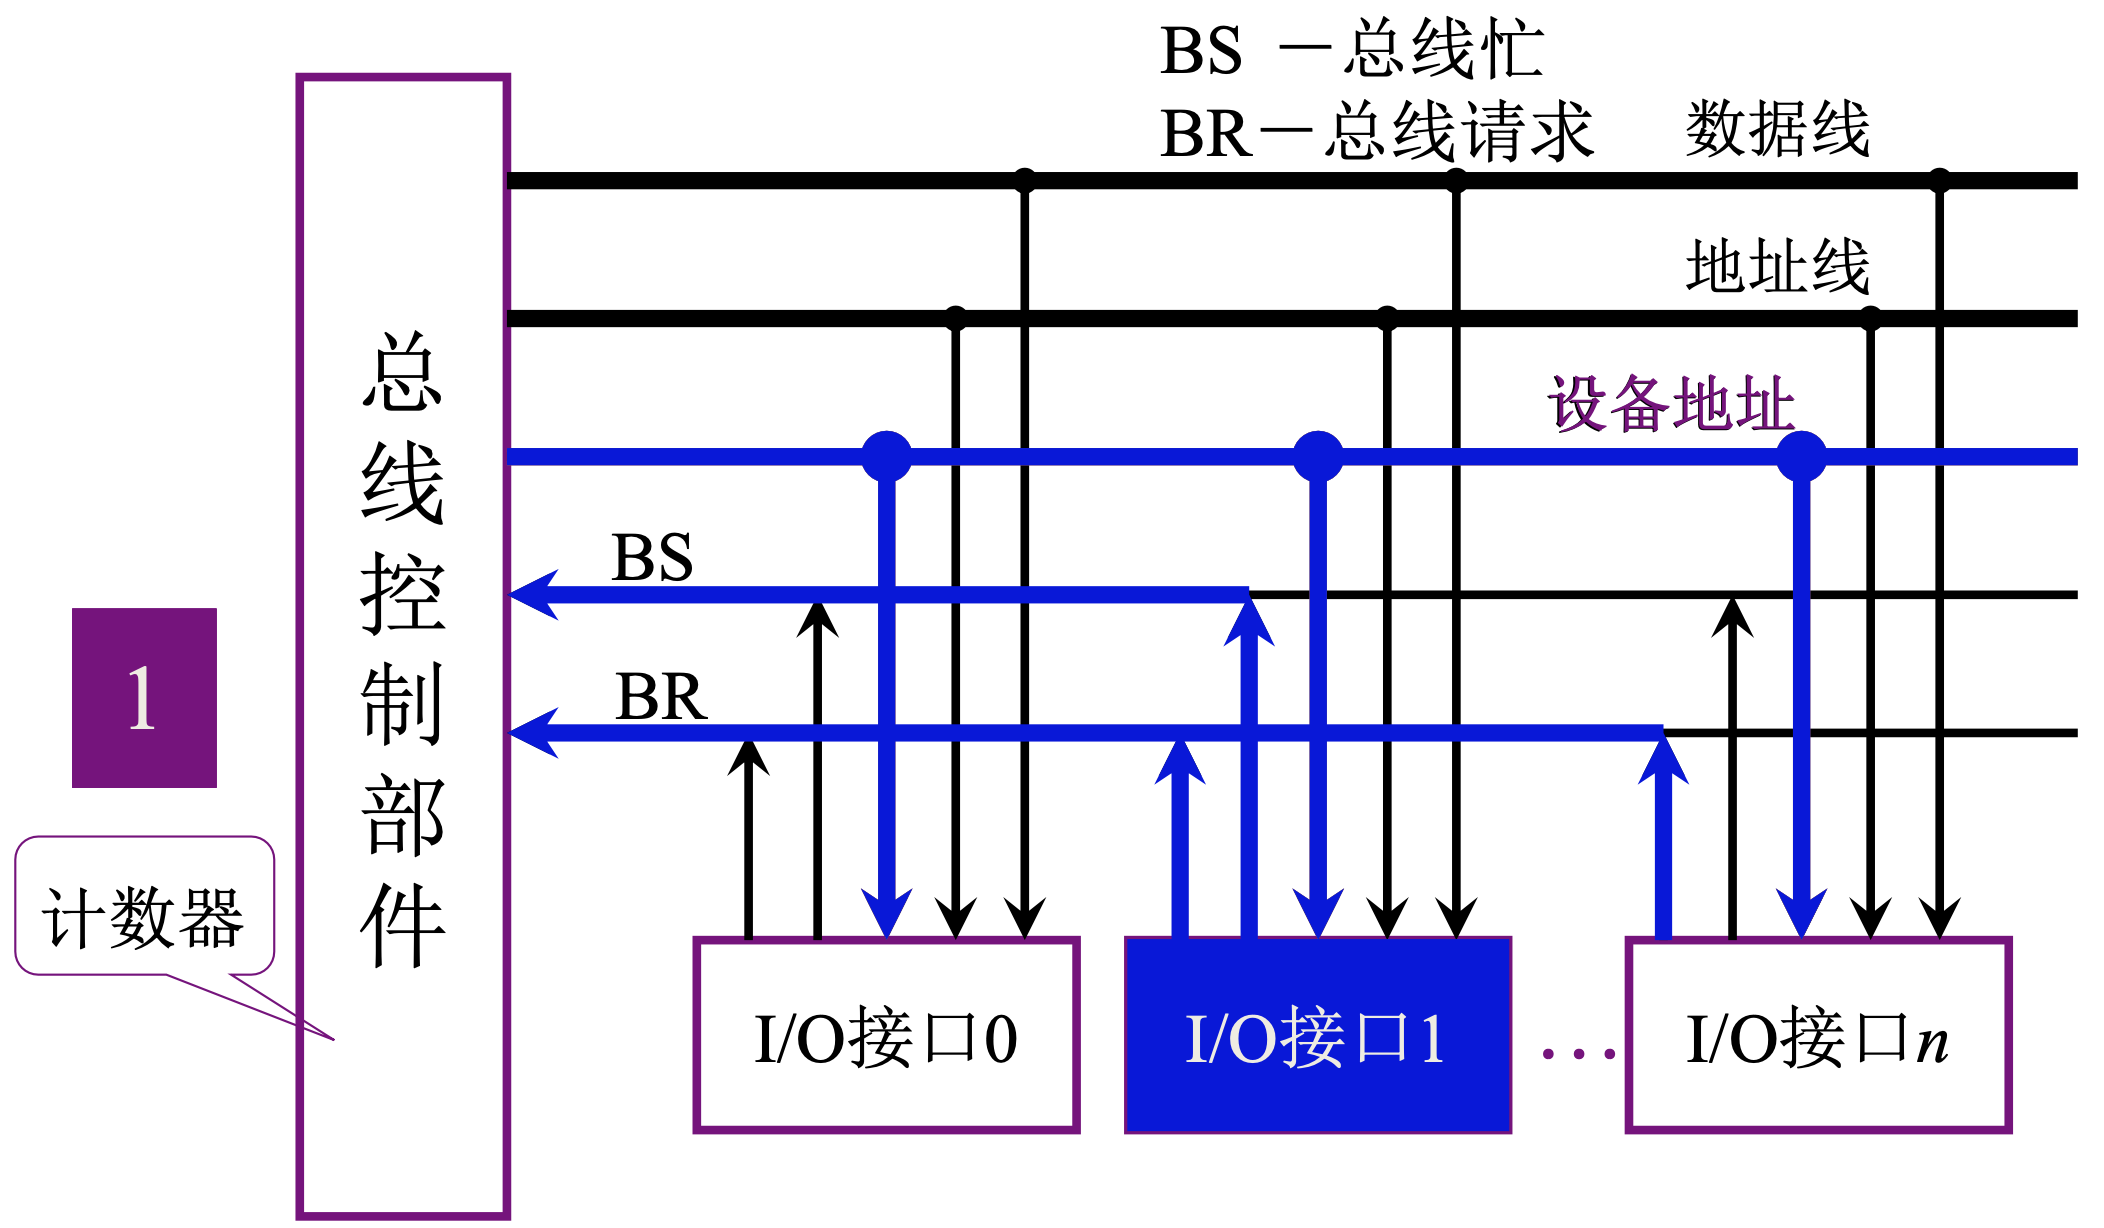 BS －总线忙
BR－总线请求
数据线
地址线
设备地址
BS
BR
总线控制部件
1
计数器
I/O接口0
I/O接口1
…
I/O接口n